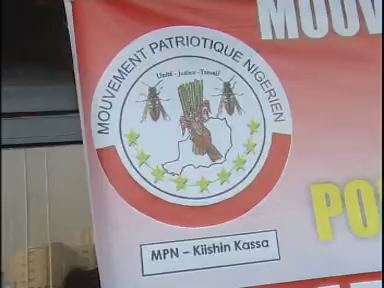 MOUV
MOUVEMENT PATRIOTIQUE NIGERIEN
Unité - Justice - Travail
PO
MPN – Kiishin Kassa